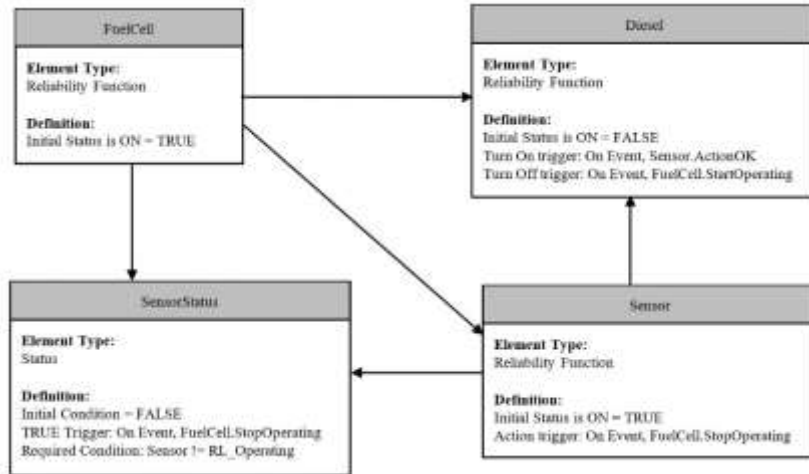 FuelCell
Element Type:
Reliability Function
Definition:
Initial Status is ON = TRUE
Diesel
Element Type:
Reliability Function
Definition:
Initial Status is ON = FALSE
Turn On trigger: On Event, Sensor.ActionOK
Turn Off trigger: On Event, FuelCell.StartOperating
SensorStatus
Element Type:
Status
Definition:
Initial Condition = FALSE
TRUE Trigger: On Event, FuelCell.StopOperating
Required Condition: Sensor != RL_Operating
Sensor
Element Type:
Reliability Function
Definition:
Initial Status is ON = TRUE
Action trigger: On Event, FuelCell.StopOperating